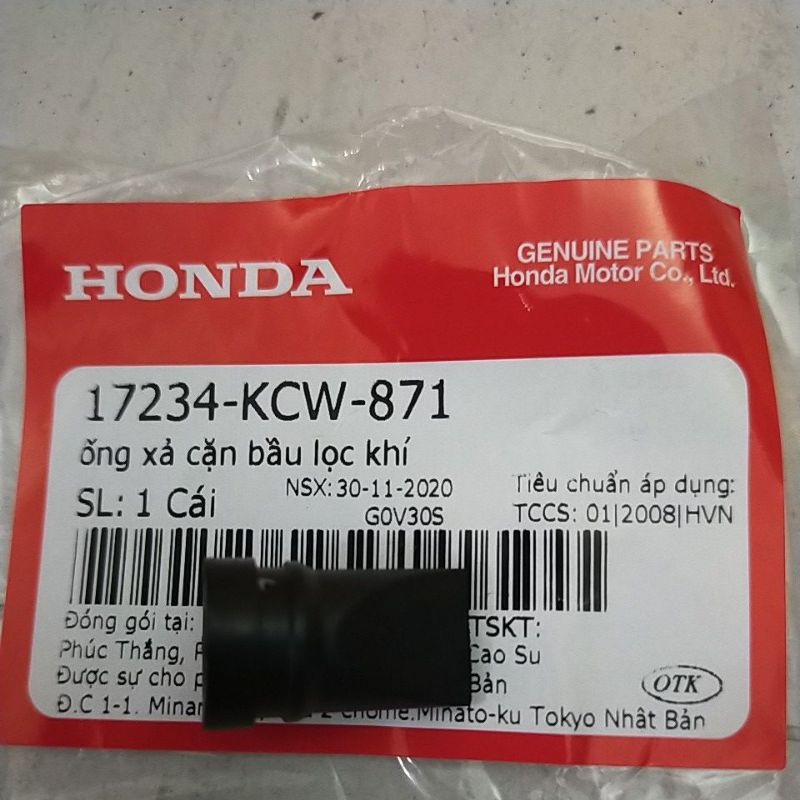 HONDA
GENUINE PARTS
Honda Motor Co., Ltd.
17234-KCW-871
ống xả cặn bầu lọc khí
SL: 1 Cái
NSX: 30-11-2020
G0V30S
Tiêu chuẩn áp dụng:
TCCS: 01|2008|HVN
Đóng gói tại: TSKT:
Phúc Thắng, Cao Su
Được sự cho Bản
Đ.C 1-1. 2-chome.Minato-ku Tokyo Nhật Bản
OTK